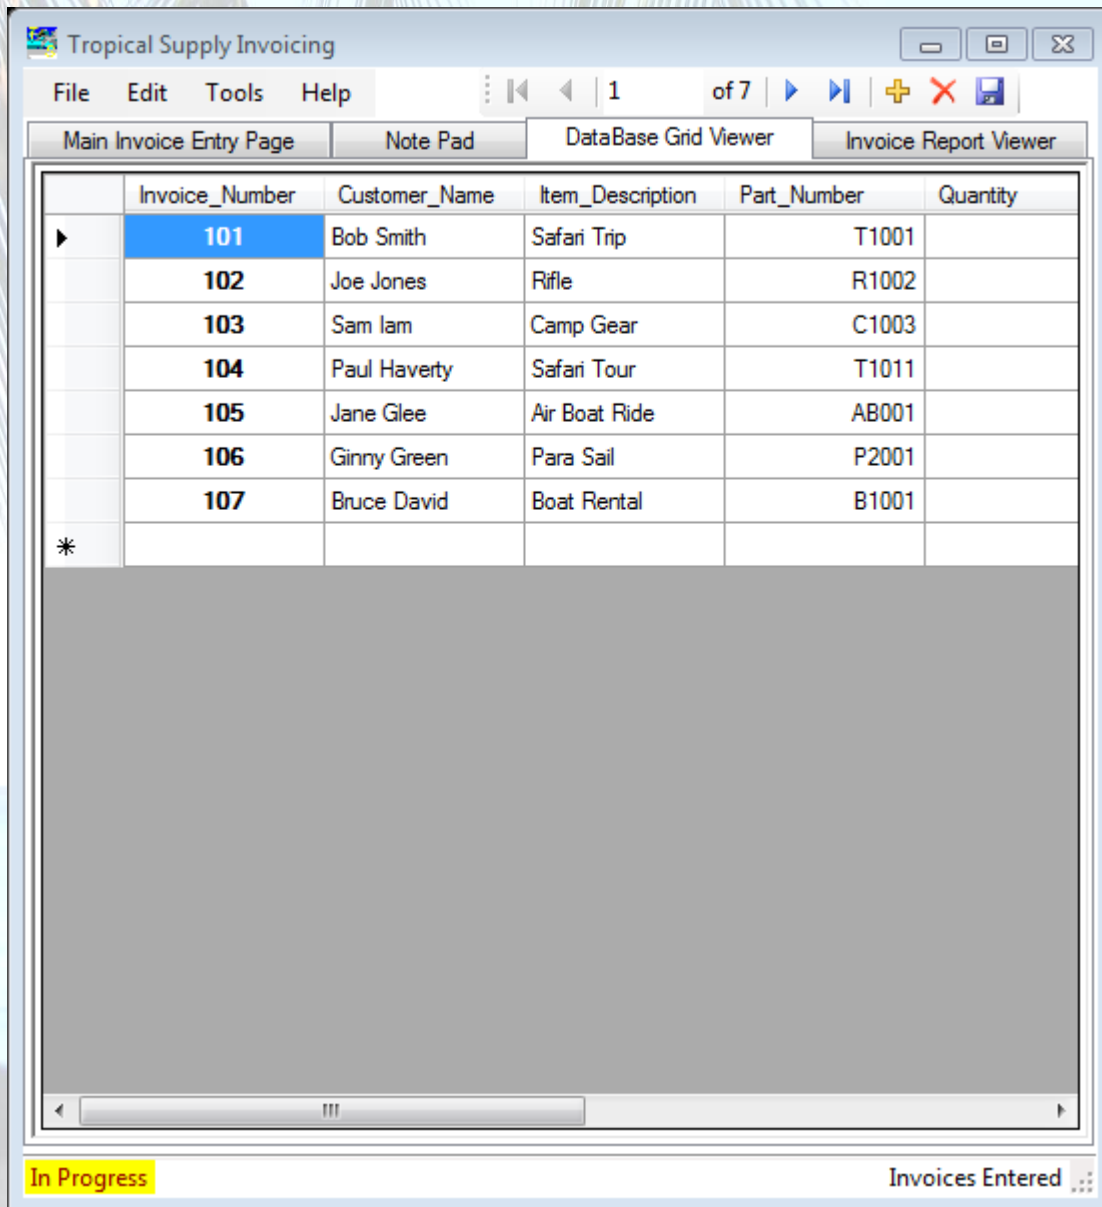 Tropical Supply Invoicing
File Edit Tools Help 1 of 7
Main Invoice Entry Page Note Pad DataBase Grid Viewer Invoice Report Viewer
Invoice_Number Customer_Name Item_Description Part_Number Quantity
101 Bob Smith Safari Trip T1001
102 Joe Jones Rifle R1002
103 Sam Iam Camp Gear C1003
104 Paul Haverty Safari Tour T1011
105 Jane Glee Air Boat Ride AB001
106 Ginny Green Para Sail P2001
107 Bruce David Boat Rental B1001
In Progress Invoices Entered